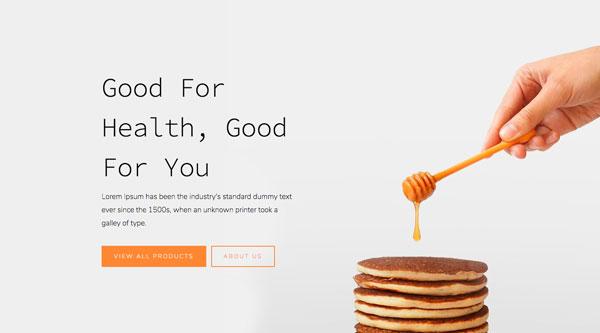 Good For
Health, Good
For You
Lorem Ipsum has been the industry's standard dummy text
ever since the 1500s, when an unknown printer took a
galley of type.
VIEW ALL PRODUCTS
ABOUT US